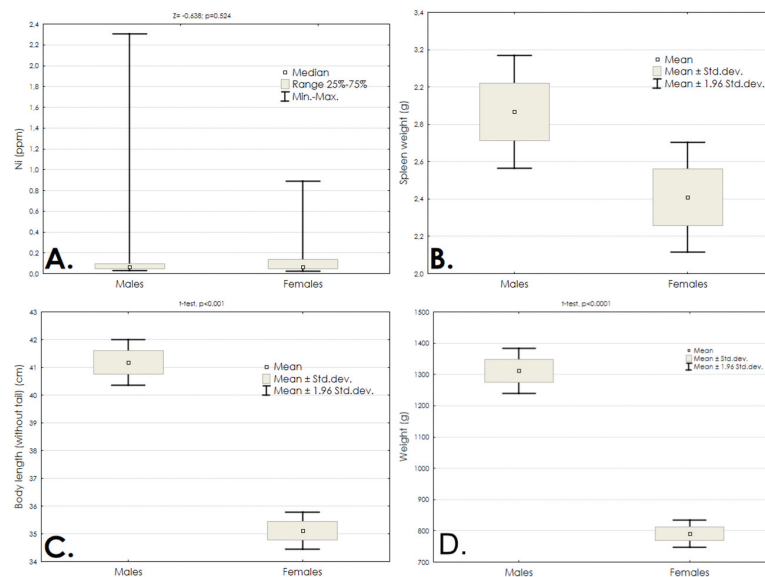 Z= -0,638; p=0,524
2,4
2,2
2,0
1,8
1,6
1,4
1,2
1,0
0,8
0,6
0,4
0,2
0,0
Ni (ppm)
Median
Range 25%-75%
Min.-Max.
A.
Males Females
3,4
3,2
3,0
2,8
2,6
2,4
2,2
2,0
Spleen weight (g)
Mean
Mean ± Std.dev.
Mean ± 1.96 Std.dev.
B.
Males Females
t-test, p<0,001
43
42
41
40
39
38
37
36
35
34
Body length (without tail) (cm)
Mean
Mean ± Std.dev.
Mean ± 1.96 Std.dev.
C.
Males Females
t-test, p<0,0001
1500
1400
1300
1200
1100
1000
900
800
700
Weight (g)
Mean
Mean ± Std.dev.
Mean ± 1.96 Std.dev.
D.
Males Females